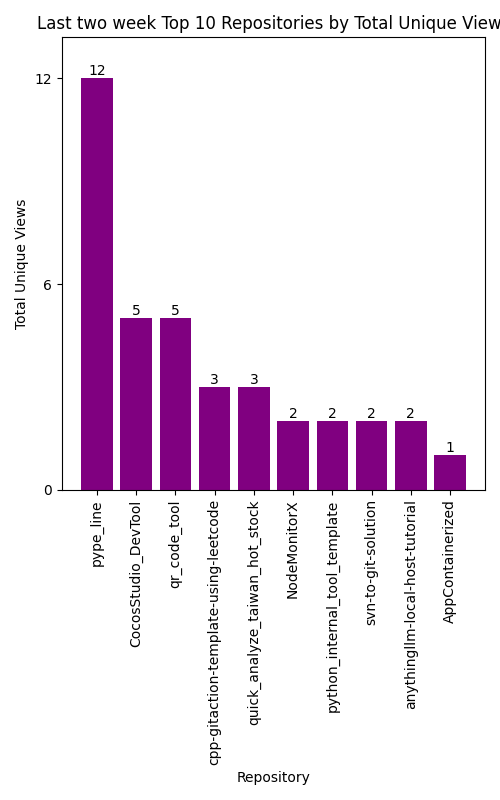 Last two week Top 10 Repositories by Total Unique View
12
12
5
5
6
3
3
2
2
2
2
1
0
Total Unique Views
pype_line
CocosStudio_DevTool
qr_code_tool
cpp-gitaction-template-using-leetcode
quick_analyze_taiwan_hot_stock
NodeMonitorX
python_internal_tool_template
svn-to-git-solution
anythingllm-local-host-tutorial
AppContainerized
Repository